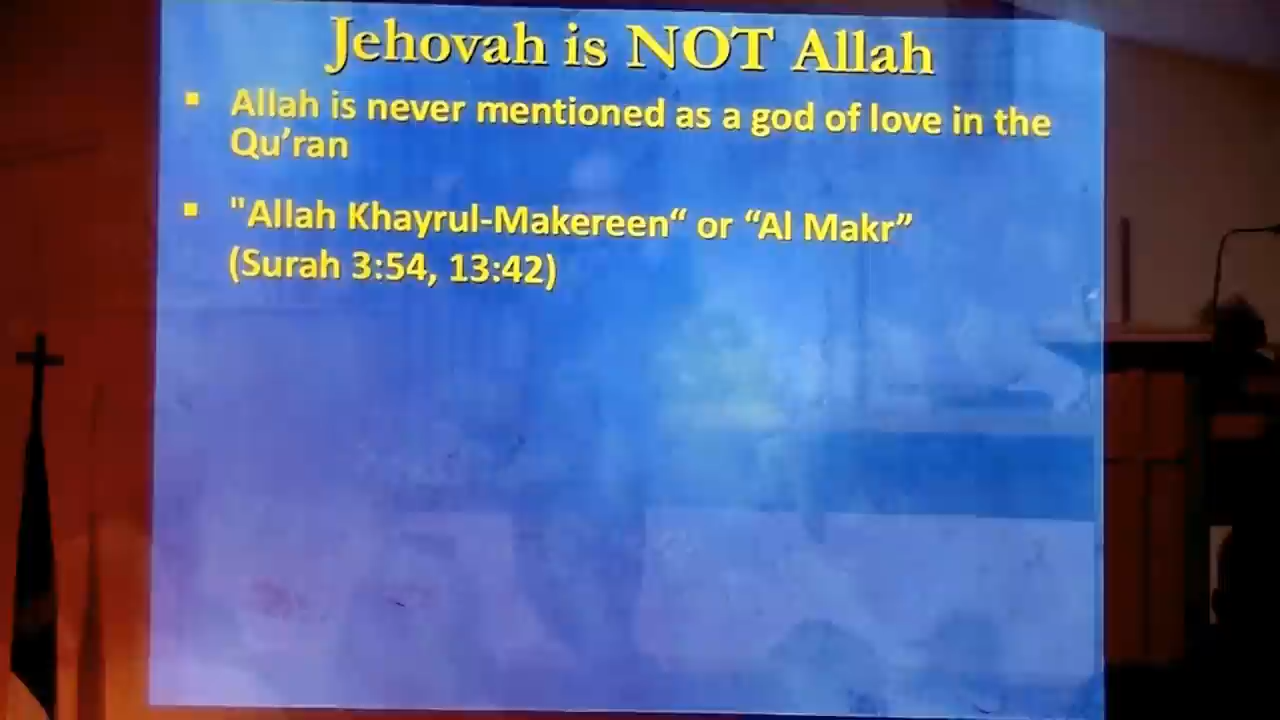 Jehovah is NOT Allah
▪ Allah is never mentioned as a god of love in the
Qu’ran
▪ "Allah Khayrul-Makereen“ or “Al Makr”
(Surah 3:54, 13:42)